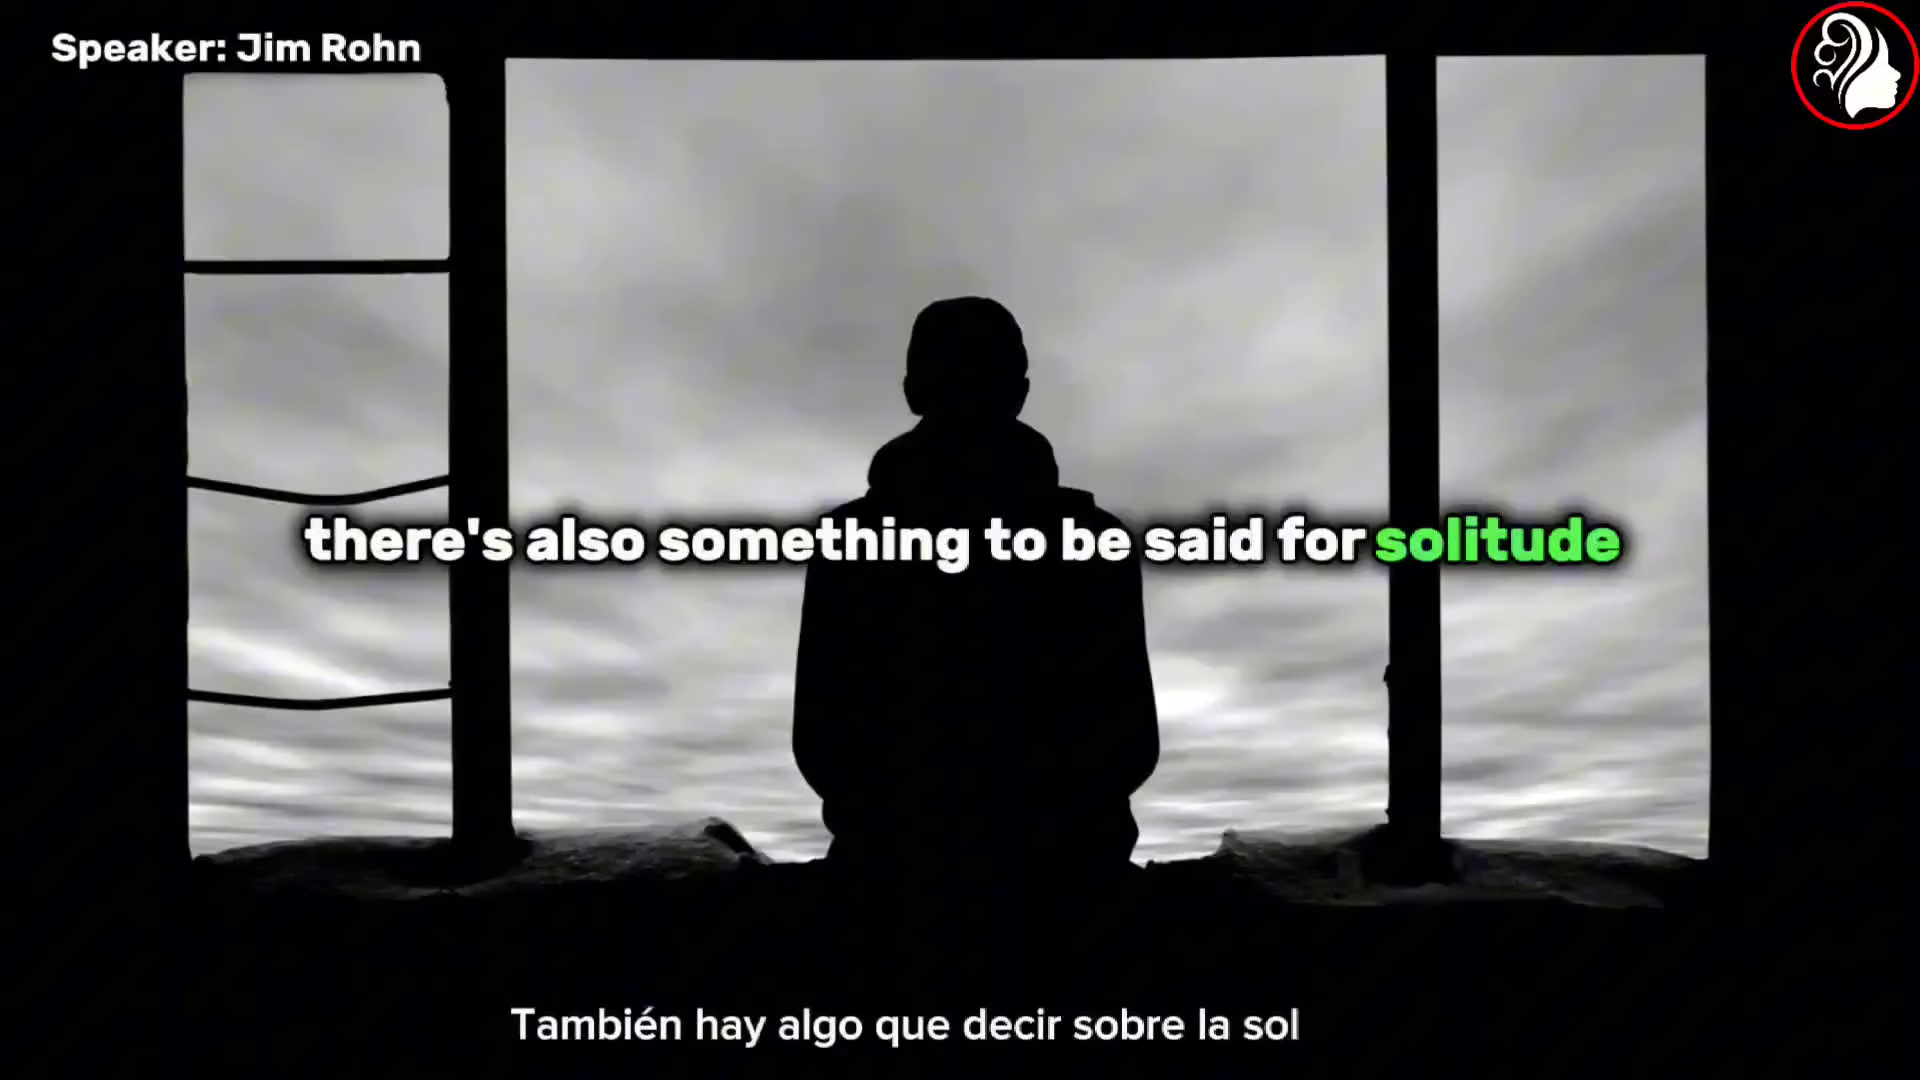 Speaker: Jim Rohn
there's also something to be said for solitude
También hay algo que decir sobre la sol